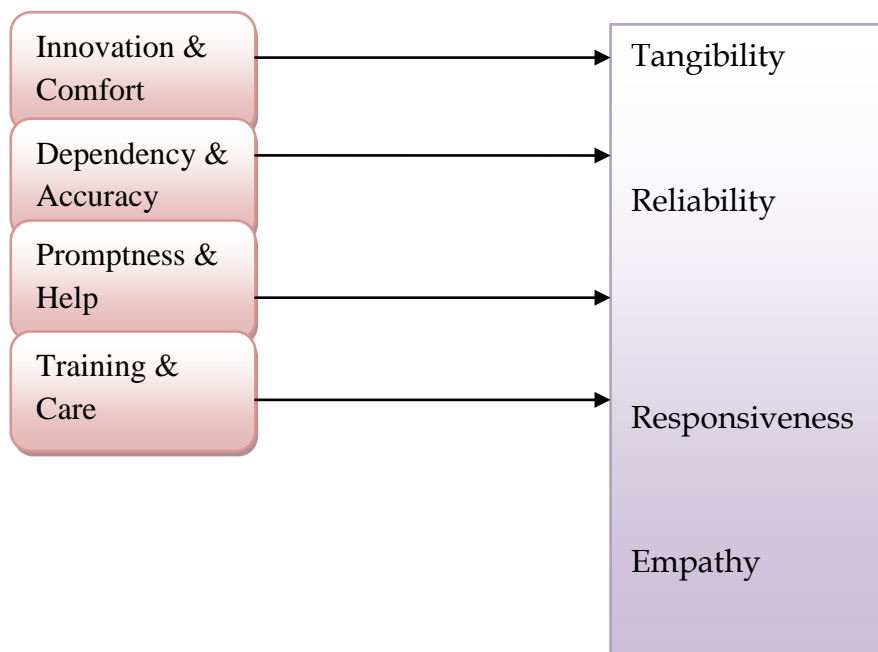 Innovation &
Comfort
Dependency &
Accuracy
Promptness &
Help
Training &
Care
Tangibility
Reliability
Responsiveness
Empathy